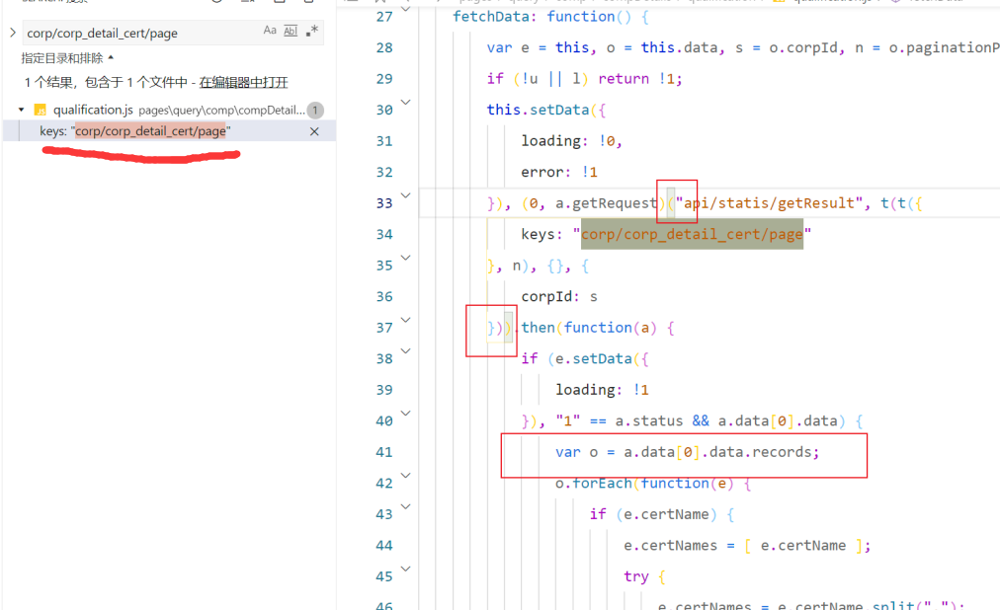 corp/corp_detail_cert/page
Aa
Abl
.*
指定目录和排除
1 个结果，包含于 1 个文件中 - 在编辑器中打开
qualification.js pages\query\comp\compDetail... 1
keys: "corp/corp_detail_cert/page"
27 fetchData: function() {
28 var e = this, o = this.data, s = o.corpId, n = o.paginationP
29 if (!u || l) return !1;
30 this.setData({
31 loading: !0,
32 error: !1
33 }), (0, a.getRequest)("api/statis/getResult", t(t({
34 keys: "corp/corp_detail_cert/page"
35 }, n), {}, {
36 corpId: s
37 })).then(function(a) {
38 if (e.setData({
39 loading: !1
40 }), "1" == a.status && a.data[0].data) {
41 var o = a.data[0].data.records;
42 o.forEach(function(e) {
43 if (e.certName) {
44 e.certNames = [ e.certName ];
45 try {
46 e.certNames = e.certName.split(